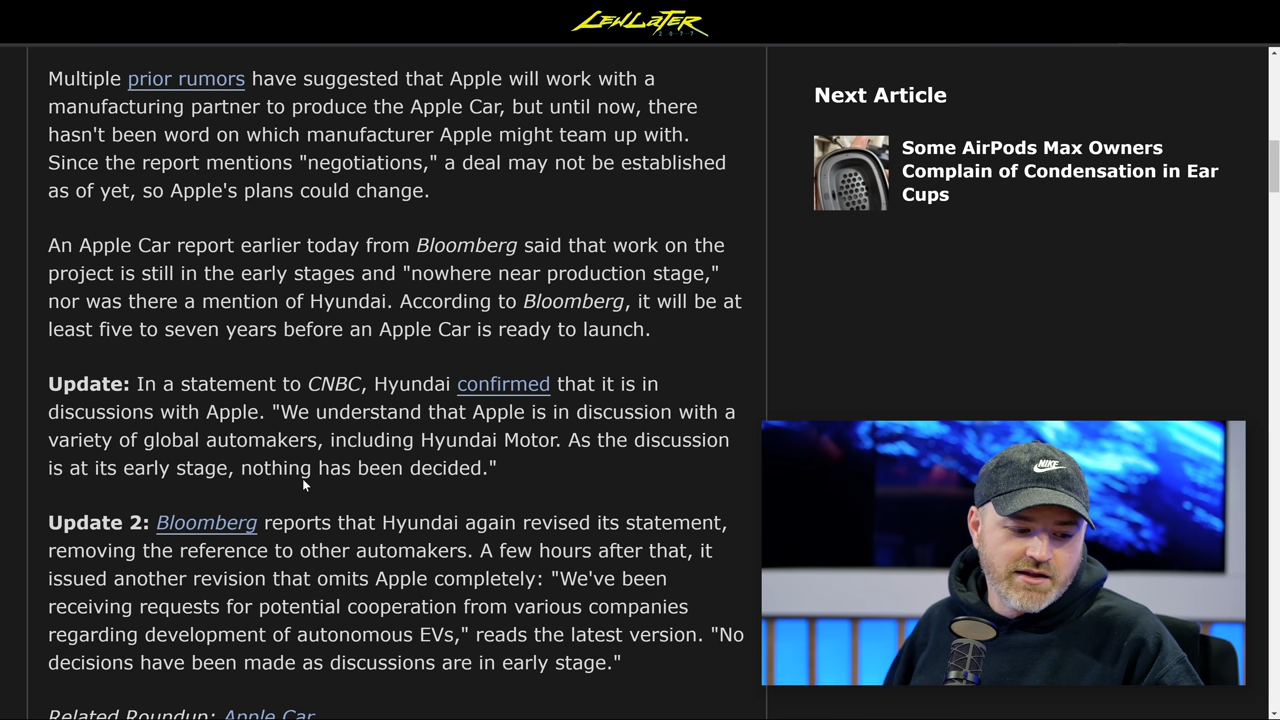 LEWLATER
2077
Multiple prior rumors have suggested that Apple will work with a
manufacturing partner to produce the Apple Car, but until now, there
hasn't been word on which manufacturer Apple might team up with.
Since the report mentions "negotiations," a deal may not be established
as of yet, so Apple's plans could change.
An Apple Car report earlier today from Bloomberg said that work on the
project is still in the early stages and "nowhere near production stage,"
nor was there a mention of Hyundai. According to Bloomberg, it will be at
least five to seven years before an Apple Car is ready to launch.
Update: In a statement to CNBC, Hyundai confirmed that it is in
discussions with Apple. "We understand that Apple is in discussion with a
variety of global automakers, including Hyundai Motor. As the discussion
is at its early stage, nothing has been decided."
Update 2: Bloomberg reports that Hyundai again revised its statement,
removing the reference to other automakers. A few hours after that, it
issued another revision that omits Apple completely: "We've been
receiving requests for potential cooperation from various companies
regarding development of autonomous EVs," reads the latest version. "No
decisions have been made as discussions are in early stage."
Related Roundup: Apple Car
Next Article
Some AirPods Max Owners
Complain of Condensation in Ear
Cups
NIKE